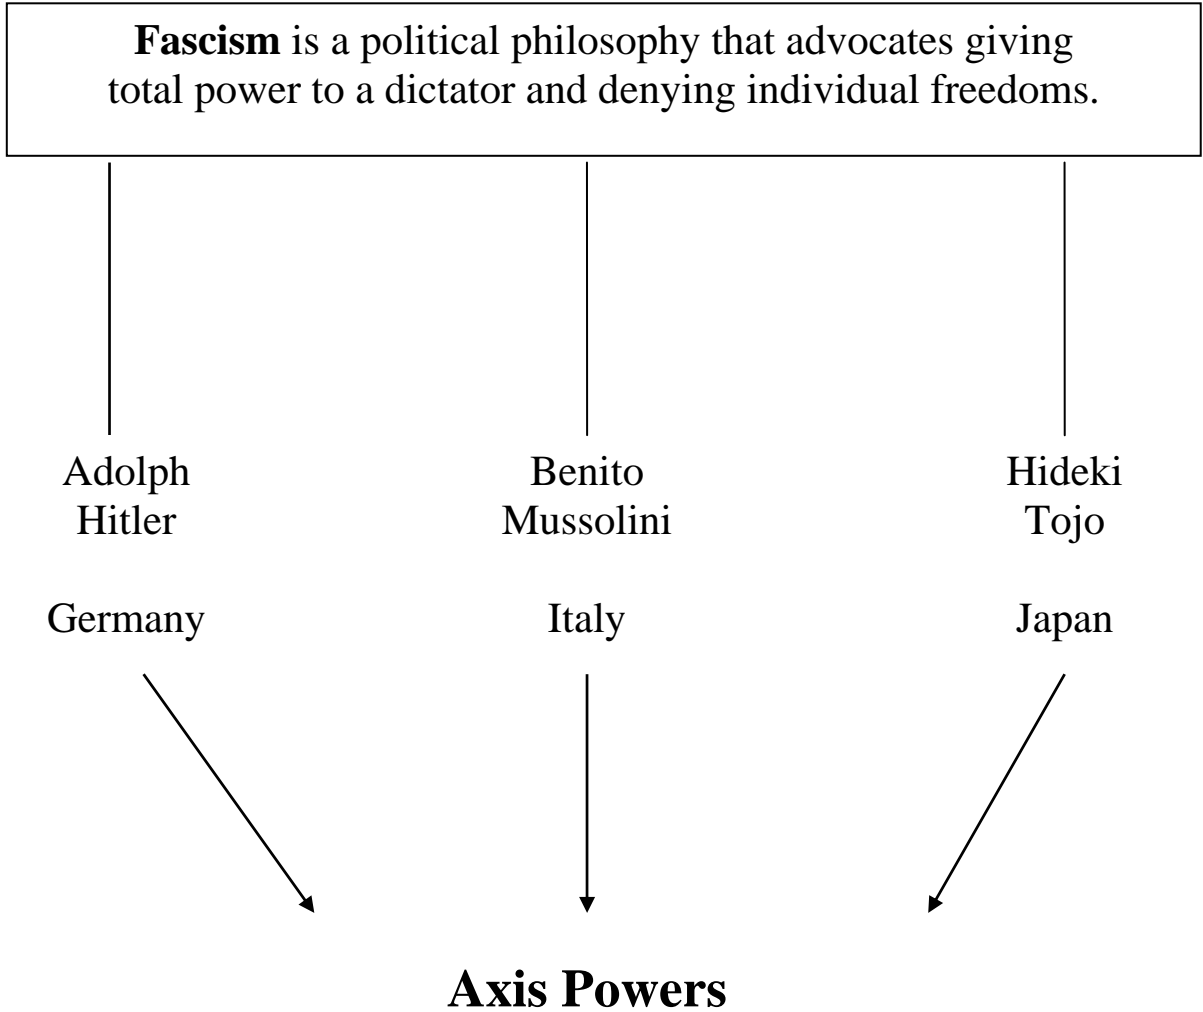 Fascism is a political philosophy that advocates giving
total power to a dictator and denying individual freedoms.
Adolph
Hitler
Germany
Benito
Mussolini
Italy
Hideki
Tojo
Japan
Axis Powers